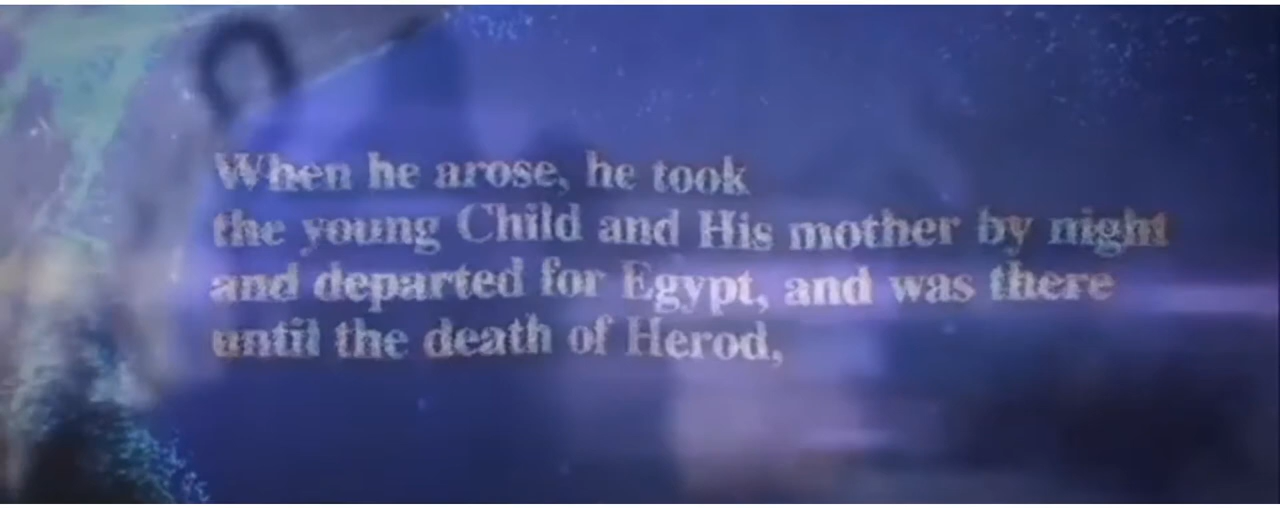 When he arose, he took
the young Child and His mother by night
and departed for Egypt, and was there
until the death of Herod,